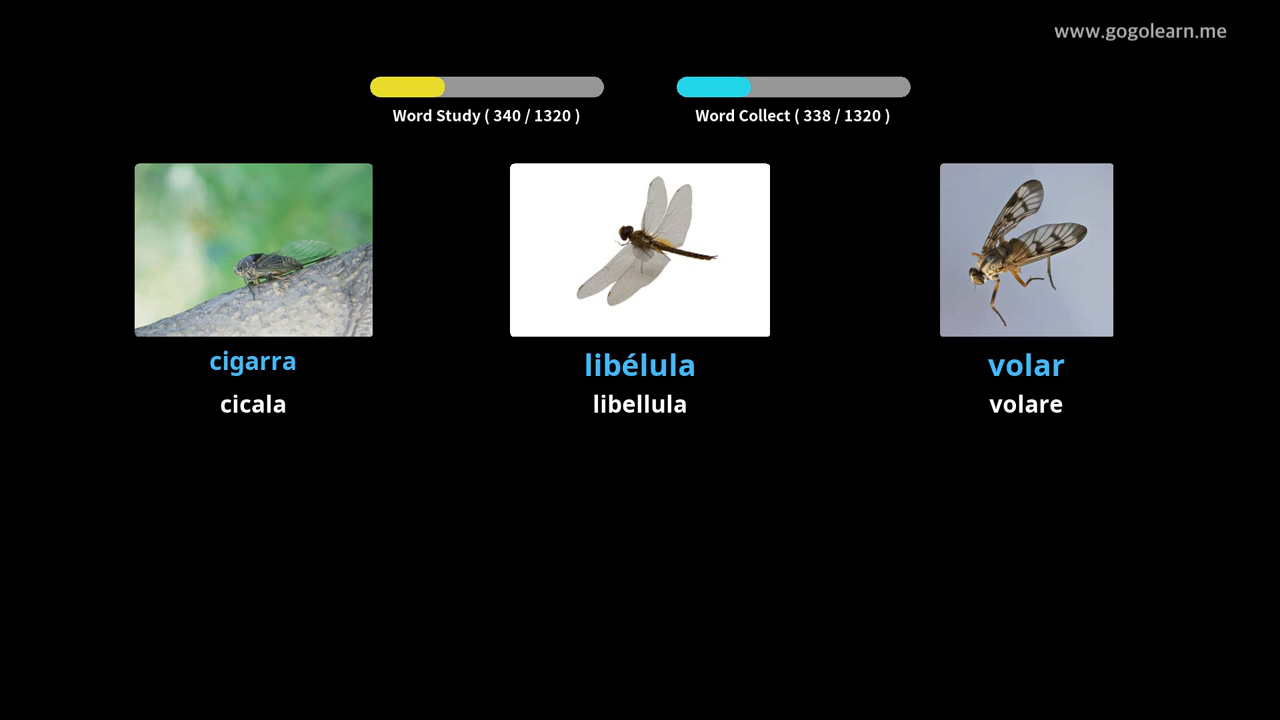 www.gogolearn.me
Word Study ( 340 / 1320 )
Word Collect ( 338 / 1320 )
cigarra
libélula
volar
cicala
libellula
volare